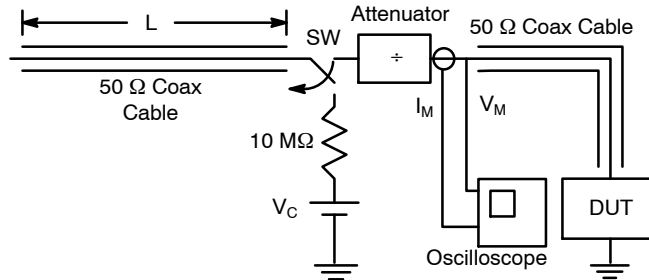 L
SW
Attenuator
÷
50 Ω Coax Cable
50 Ω Coax
Cable
I_M
V_M
10 MΩ
V_C
DUT
Oscilloscope